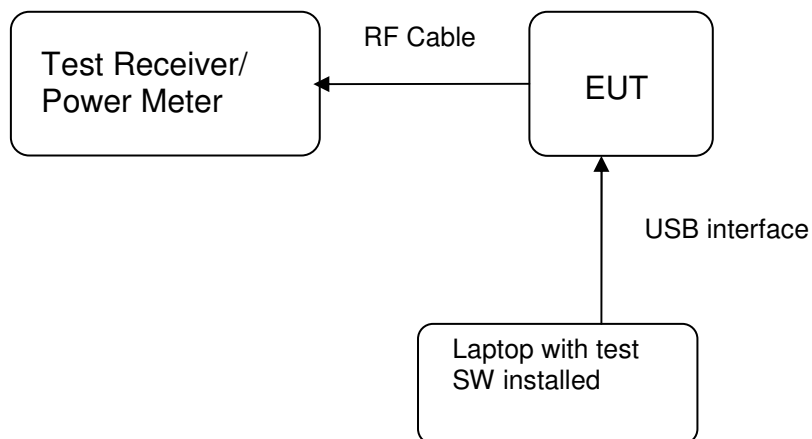 RF Cable
Test Receiver/
Power Meter
EUT
USB interface
Laptop with test
SW installed